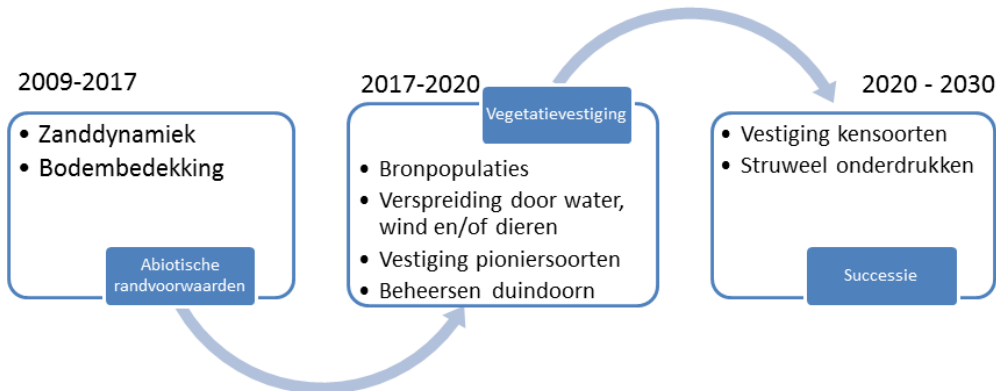 2009-2017
• Zanddynamiek
• Bodembedekking
Abiotische
randvoorwaarden
2017-2020
Vegetatievestiging
• Bronpopulaties
• Verspreiding door water,
wind en/of dieren
• Vestiging pioniersoorten
• Beheersen duindoorn
2020 - 2030
• Vestiging kensoorten
• Struweel onderdrukken
Successie